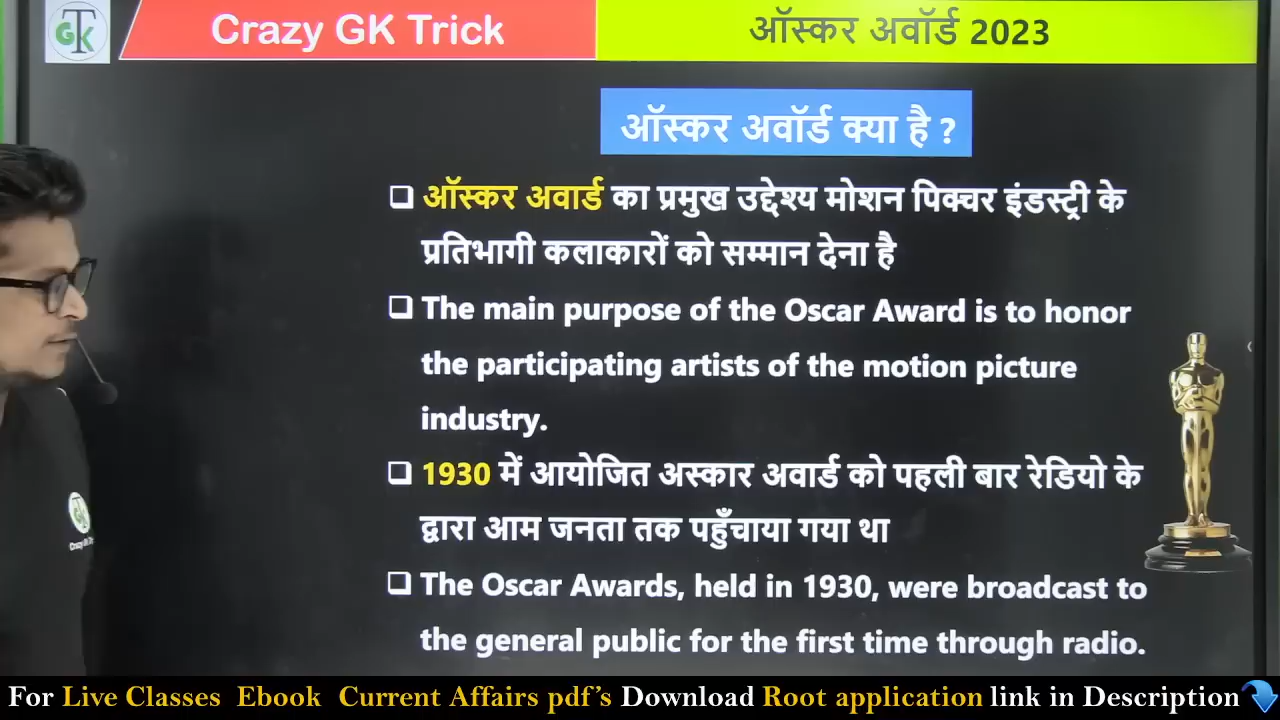 GTK
Crazy GK Trick
ऑस्कर अवॉर्ड 2023
ऑस्कर अवॉर्ड क्या है ?
ऑस्कर अवार्ड का प्रमुख उद्देश्य मोशन पिक्चर इंडस्ट्री के
प्रतिभागी कलाकारों को सम्मान देना है
The main purpose of the Oscar Award is to honor
the participating artists of the motion picture
industry.
1930 में आयोजित अस्कार अवार्ड को पहली बार रेडियो के
द्वारा आम जनता तक पहुँचाया गया था
The Oscar Awards, held in 1930, were broadcast to
the general public for the first time through radio.
For Live Classes Ebook Current Affairs pdf's Download Root application link in Description